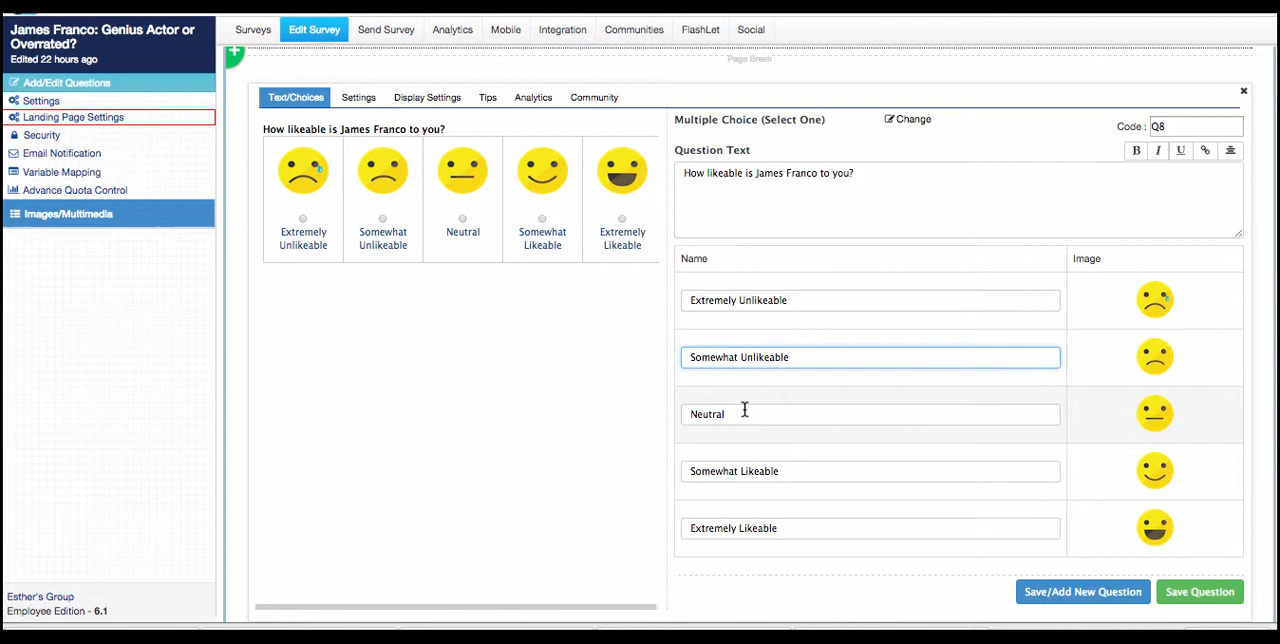 James Franco: Genius Actor or
Overrated?
Edited 22 hours ago
Add/Edit Questions
Settings
Landing Page Settings
Security
Email Notification
Variable Mapping
Advance Quota Control
Images/Multimedia
Esther's Group
Employee Edition - 6.1
Surveys Edit Survey Send Survey Analytics Mobile Integration Communities FlashLet Social
Page Break
Text/Choices Settings Display Settings Tips Analytics Community
How likeable is James Franco to you?
Extremely Unlikeable
Somewhat Unlikeable
Neutral
Somewhat Likeable
Extremely Likeable
Multiple Choice (Select One) Change
Code : Q8
Question Text B I U
How likeable is James Franco to you?
Name Image
Extremely Unlikeable
Somewhat Unlikeable
Neutral
Somewhat Likeable
Extremely Likeable
Save/Add New Question Save Question